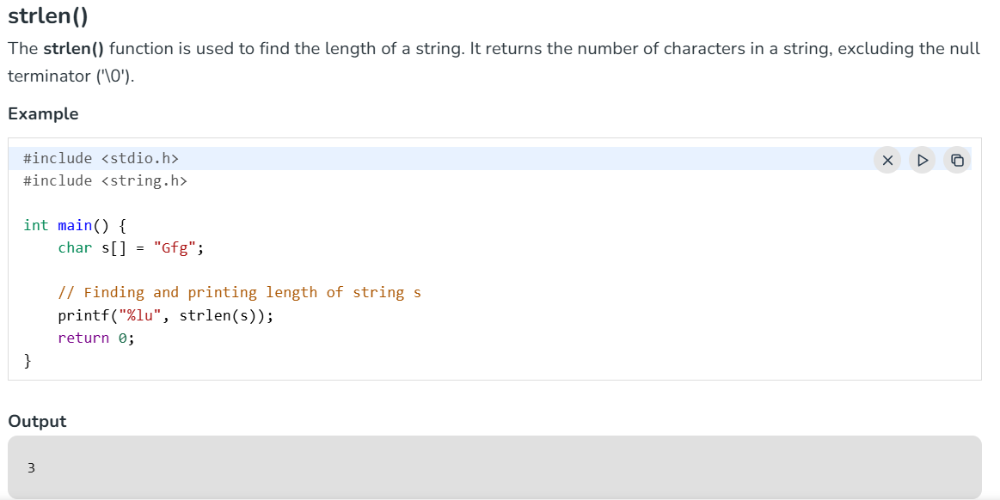 strlen()
The strlen() function is used to find the length of a string. It returns the number of characters in a string, excluding the null
terminator ('\0').
Example
#include <stdio.h>
#include <string.h>
int main() {
    char s[] = "Gfg";
    // Finding and printing length of string s
    printf("%lu", strlen(s));
    return 0;
}
Output
3